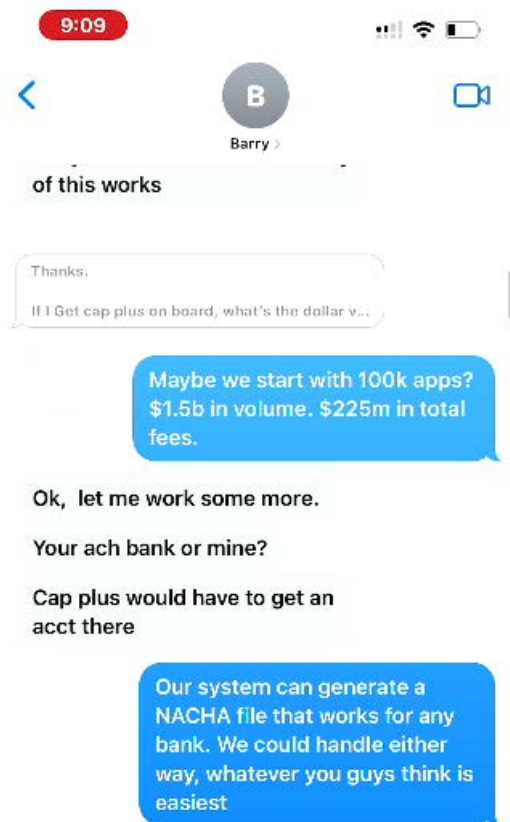 9:09
B
Barry
of this works
Thanks.
If I Get cap plus on board, what's the dollar v...
Maybe we start with 100k apps?
$1.5b in volume. $225m in total
fees.
Ok, let me work some more.
Your ach bank or mine?
Cap plus would have to get an
acct there
Our system can generate a
NACHA file that works for any
bank. We could handle either
way, whatever you guys think is
easiest